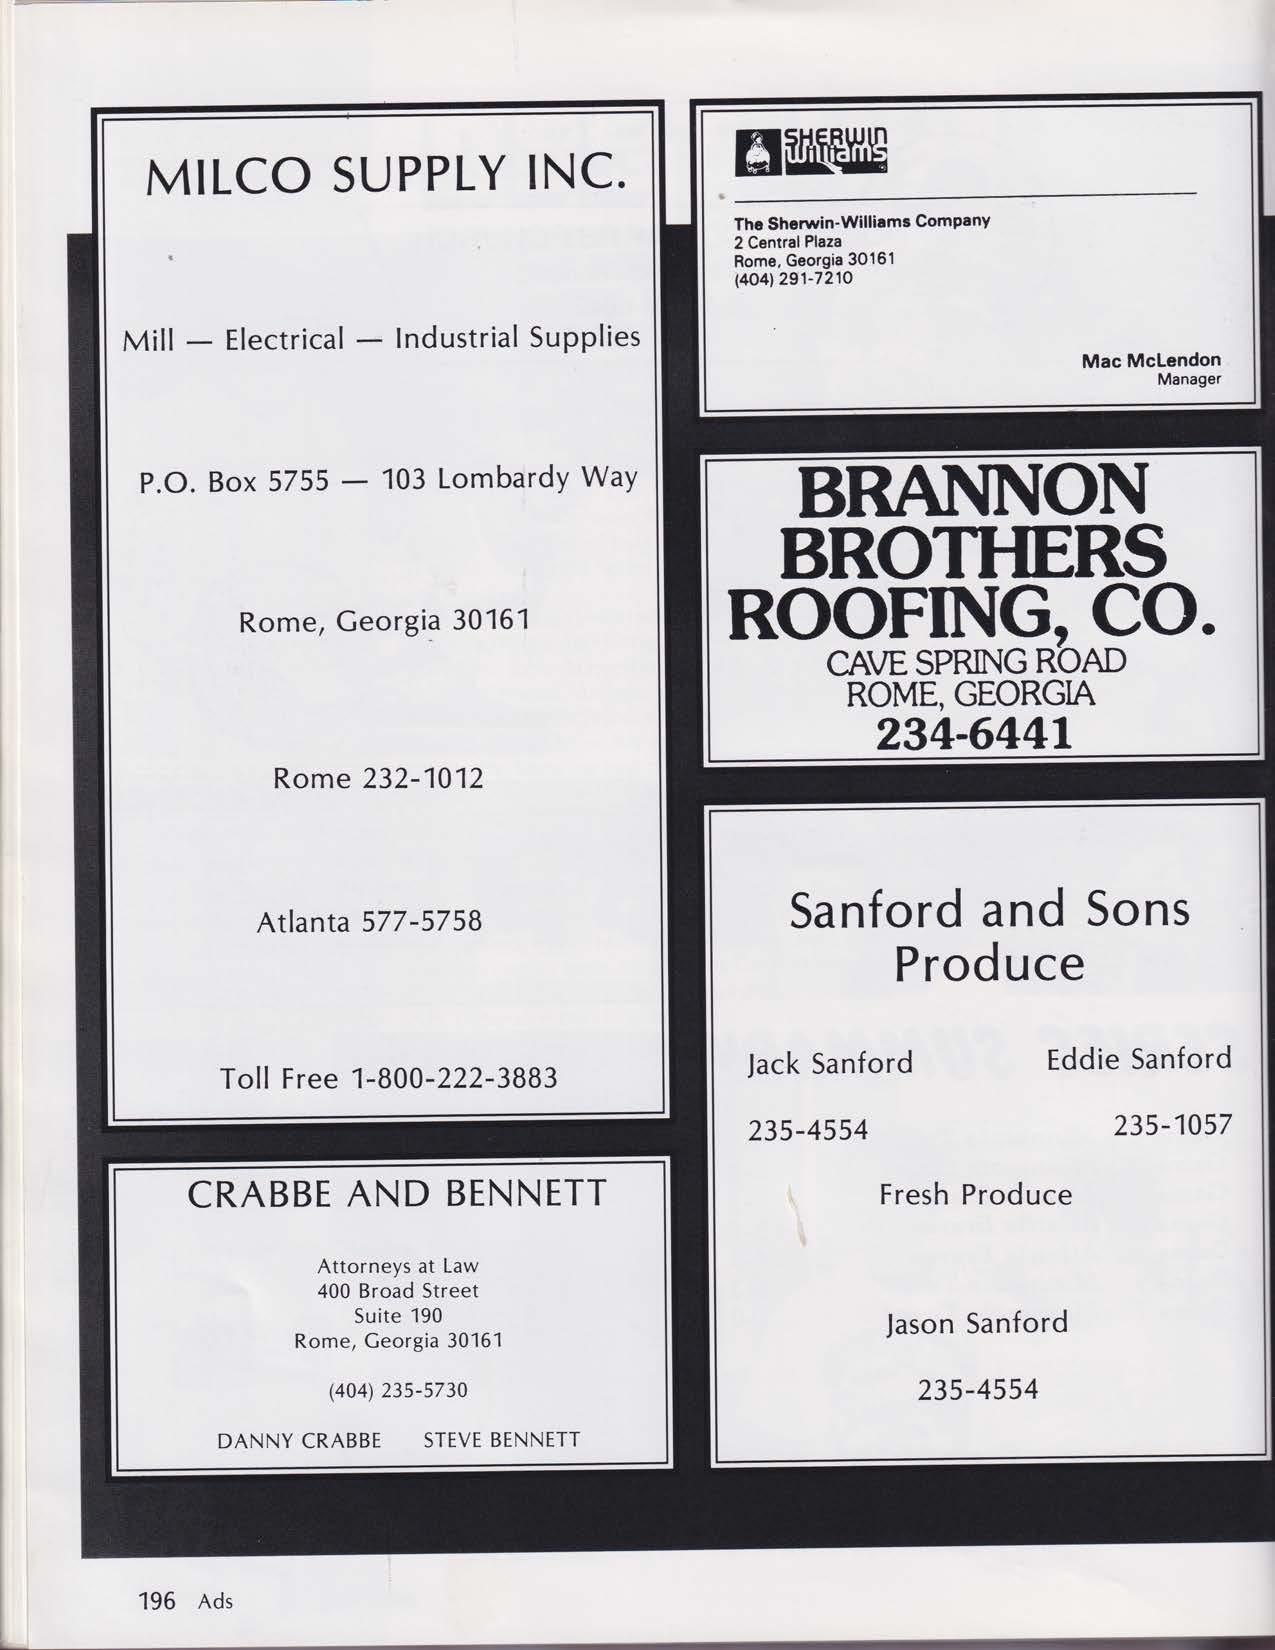 MILCO SUPPLY INC.
Mill — Electrical — Industrial Supplies
P.O. Box 5755 — 103 Lombardy Way
Rome, Georgia 30161
Rome 232-1012
Atlanta 577-5758
Toll Free 1-800-222-3883
CRABBE AND BENNETT
Attorneys at Law
400 Broad Street
Suite 190
Rome, Georgia 30161
(404) 235-5730
DANNY CRABBE STEVE BENNETT
SHERWIN
WILLIAMS
The Sherwin-Williams Company
2 Central Plaza
Rome, Georgia 30161
(404) 291-7210
Mac McLendon
Manager
BRANNON
BROTHERS
ROOFING, CO.
CAVE SPRING ROAD
ROME, GEORGIA
234-6441
Sanford and Sons
Produce
Jack Sanford Eddie Sanford
235-4554 235-1057
Fresh Produce
Jason Sanford
235-4554
196 Ads